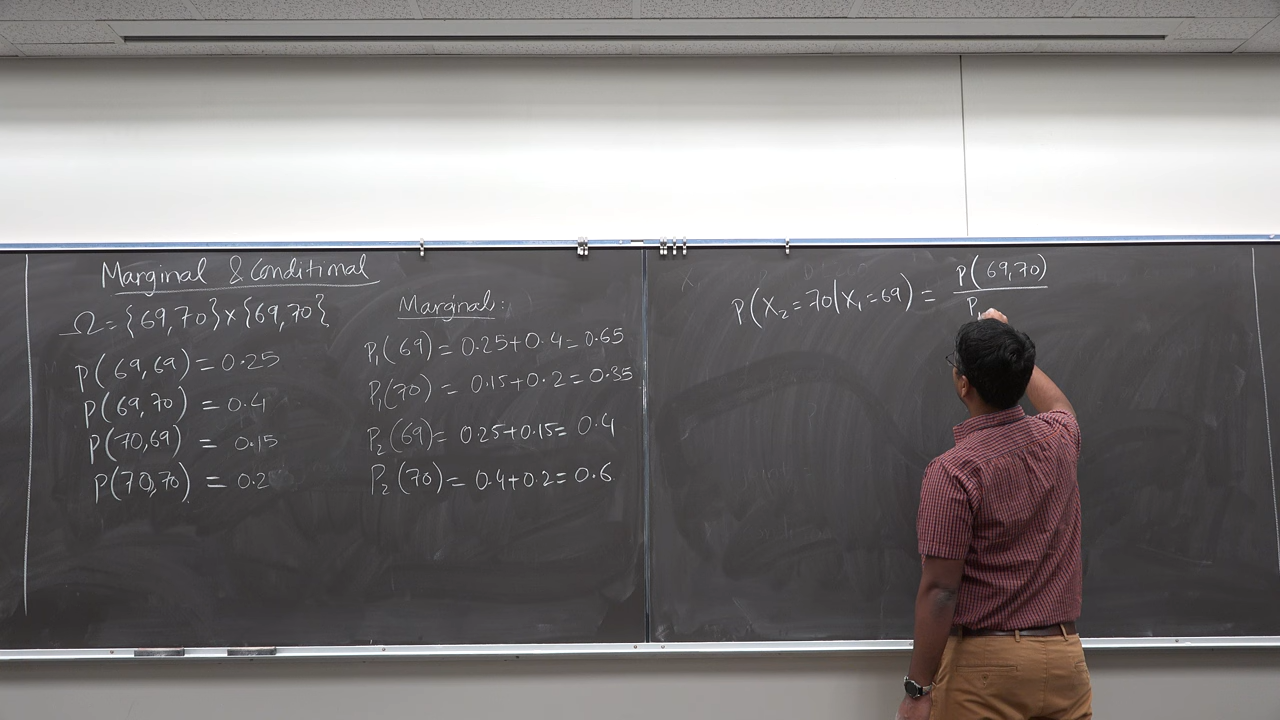 Marginal & Conditional
Ω = {69,70}×{69,70}
P(69,69) = 0.25
P(69,70) = 0.4
P(70,69) = 0.15
P(70,70) = 0.2
Marginal:
P₁(69) = 0.25+0.4 = 0.65
P₁(70) = 0.15+0.2 = 0.35
P₂(69) = 0.25+0.15 = 0.4
P₂(70) = 0.4+0.2 = 0.6
P(X₂=70|X₁=69) = P(69,70)
P₁